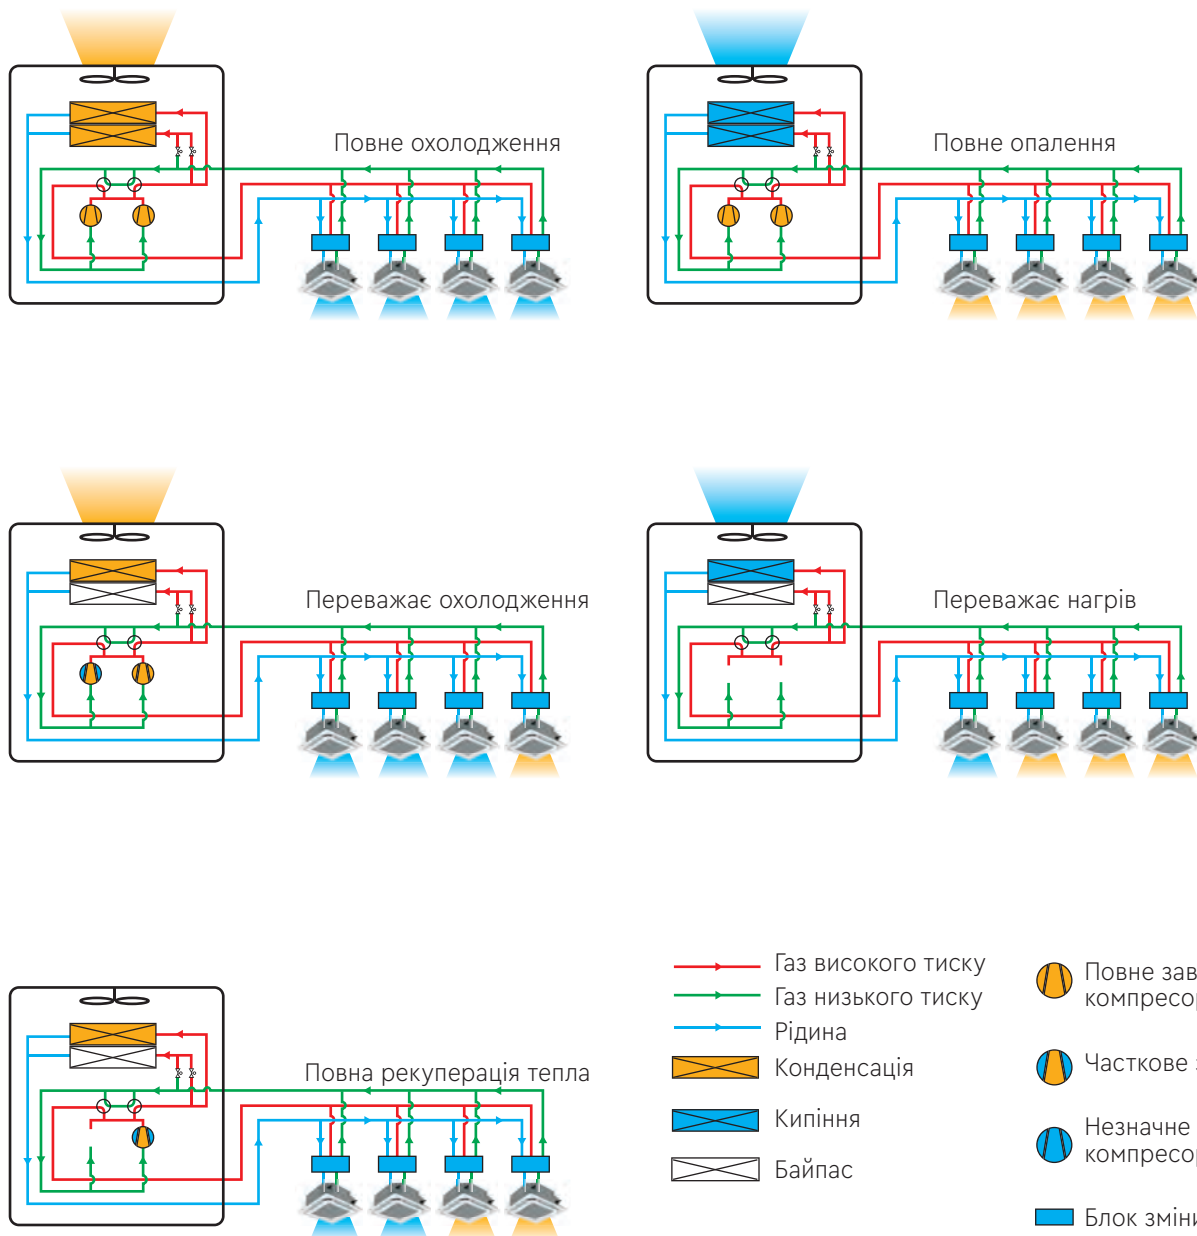 Повне охолодження
Повне опалення
Переважає охолодження
Переважає нагрів
Повна рекуперація тепла
Газ високого тиску
Газ низького тиску
Рідина
Конденсація
Кипіння
Байпас
Повне
Часткове
Незначне
Блок